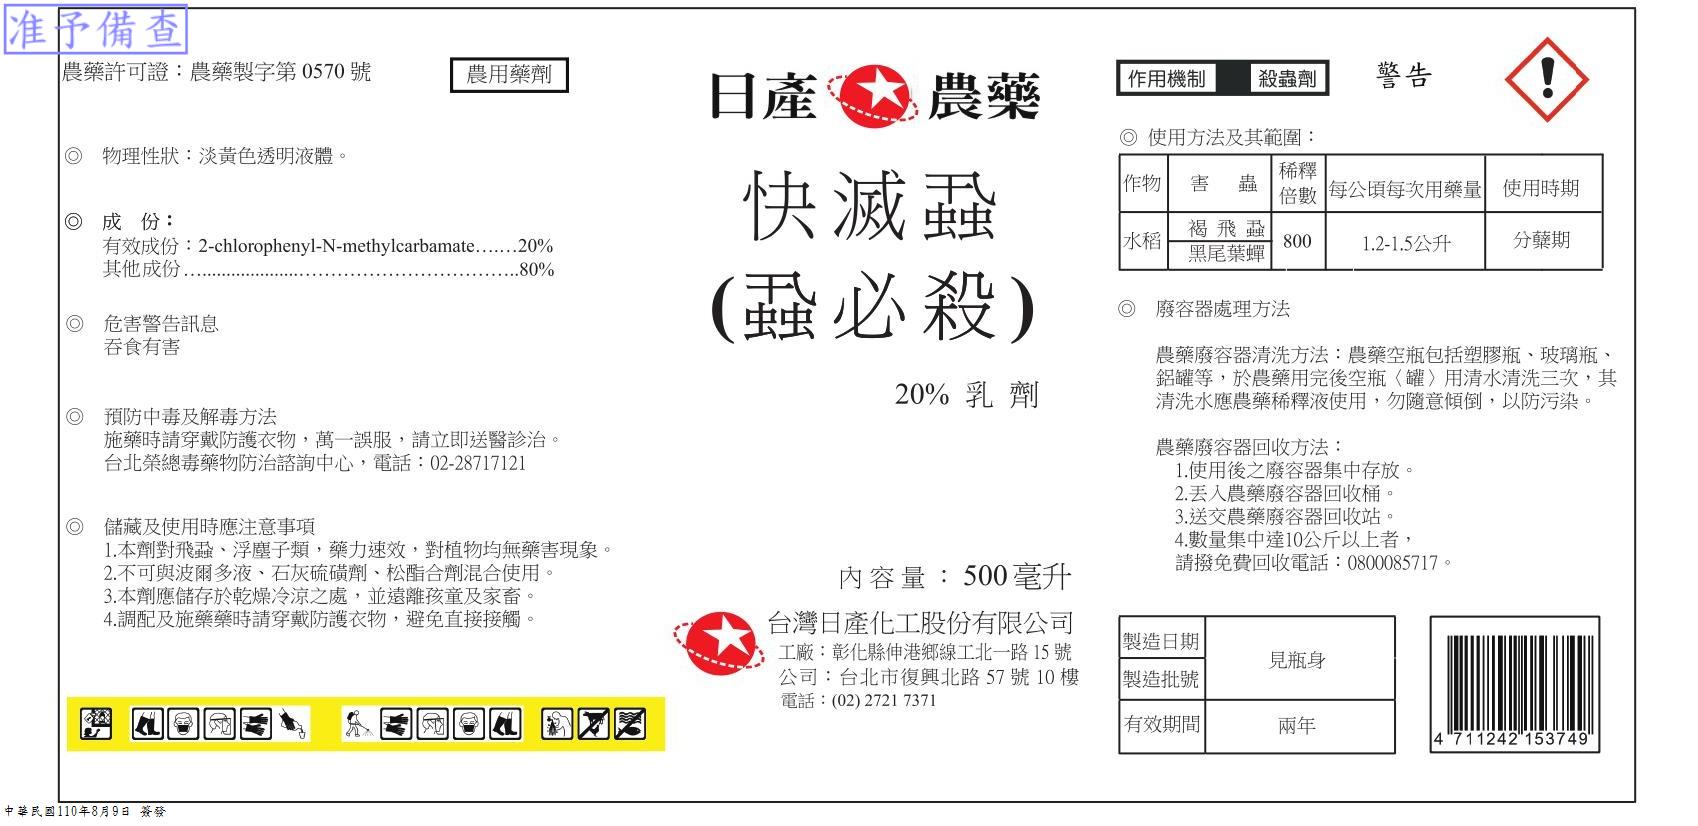 准予備查
農藥許可證：農藥製字第 0570 號
農用藥劑
◎ 物理性狀：淡黃色透明液體。
◎ 成 份：
有效成份：2-chlorophenyl-N-methylcarbamate.……20%
其他成份…......................……………………………..80%
◎ 危害警告訊息
吞食有害
◎ 預防中毒及解毒方法
施藥時請穿戴防護衣物，萬一誤服，請立即送醫診治。
台北榮總毒藥物防治諮詢中心，電話：02-28717121
◎ 儲藏及使用時應注意事項
1.本劑對飛蝨、浮塵子類，藥力速效，對植物均無藥害現象。
2.不可與波爾多液、石灰硫磺劑、松酯合劑混合使用。
3.本劑應儲存於乾燥冷涼之處，並遠離孩童及家畜。
4.調配及施藥藥時請穿戴防護衣物，避免直接接觸。
日產 農藥
快滅蝨
(蝨必殺)
20% 乳 劑
內容量：500毫升
台灣日產化工股份有限公司
工廠：彰化縣伸港鄉線工北一路 15 號
公司：台北市復興北路 57 號 10 樓
電話：(02) 2721 7371
作用機制 殺蟲劑
警告
◎ 使用方法及其範圍：
作物 害 蟲 稀釋倍數 每公頃每次用藥量 使用時期
水稻 褐飛蝨 800 1.2-1.5公升 分蘗期
黑尾葉蟬
◎ 廢容器處理方法
農藥廢容器清洗方法：農藥空瓶包括塑膠瓶、玻璃瓶、
鋁罐等，於農藥用完後空瓶〈罐〉用清水清洗三次，其
清洗水應農藥稀釋液使用，勿隨意傾倒，以防污染。
農藥廢容器回收方法：
1.使用後之廢容器集中存放。
2.丟入農藥廢容器回收桶。
3.送交農藥廢容器回收站。
4.數量集中達10公斤以上者，
請撥免費回收電話：0800085717。
製造日期 見瓶身
製造批號
有效期間 兩年
4 711242 153749
中華民國110年8月9日 簽發